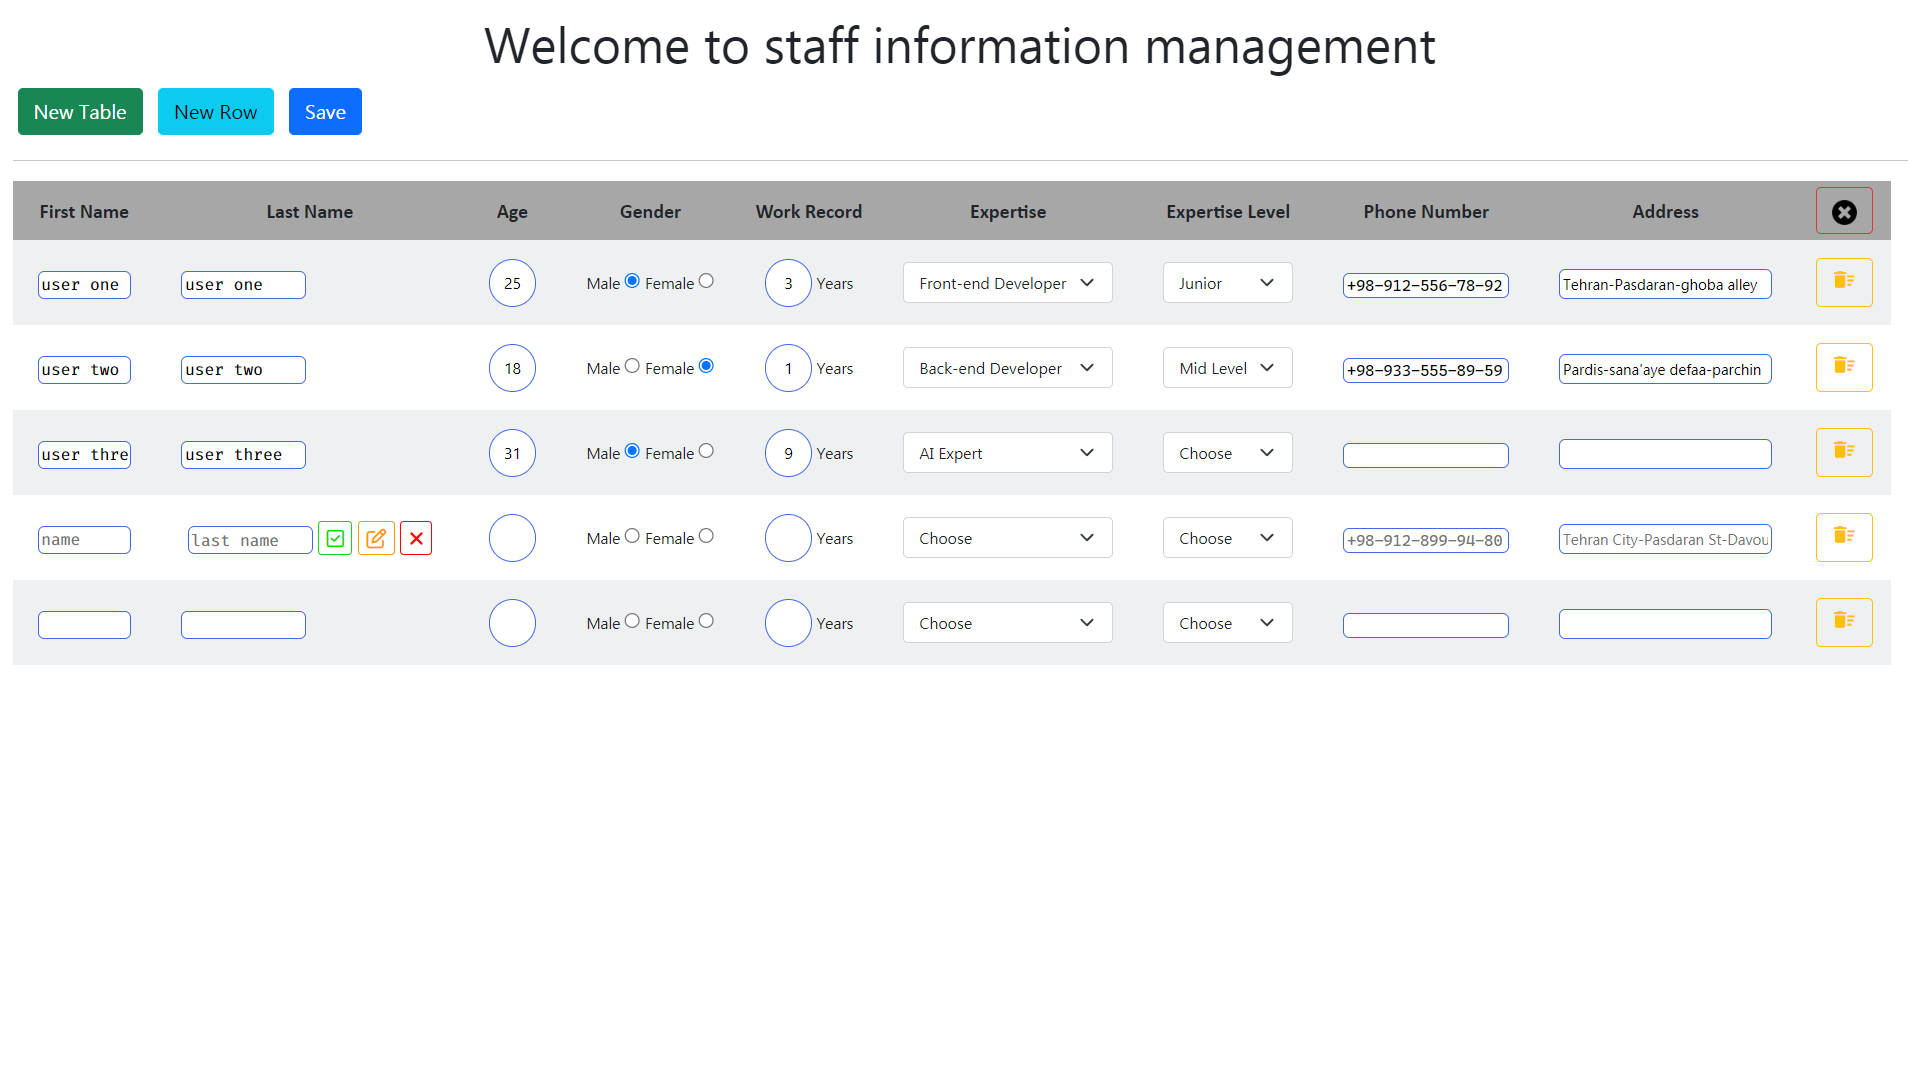 Welcome to staff information management
New Table New Row Save
First Name Last Name Age Gender Work Record Expertise Expertise Level Phone Number Address
user one user one 25 Male Female 3 Years Front-end Developer Junior +98-912-556-78-92 Tehran-Pasdaran-ghoba alley
user two user two 18 Male Female 1 Years Back-end Developer Mid Level +98-933-555-89-59 Pardis-sana'aye defaa-parchin
user thre user three 31 Male Female 9 Years AI Expert Choose
name last name Male Female Years Choose Choose +98-912-899-94-80 Tehran City-Pasdaran St-Davou
Male Female Years Choose Choose